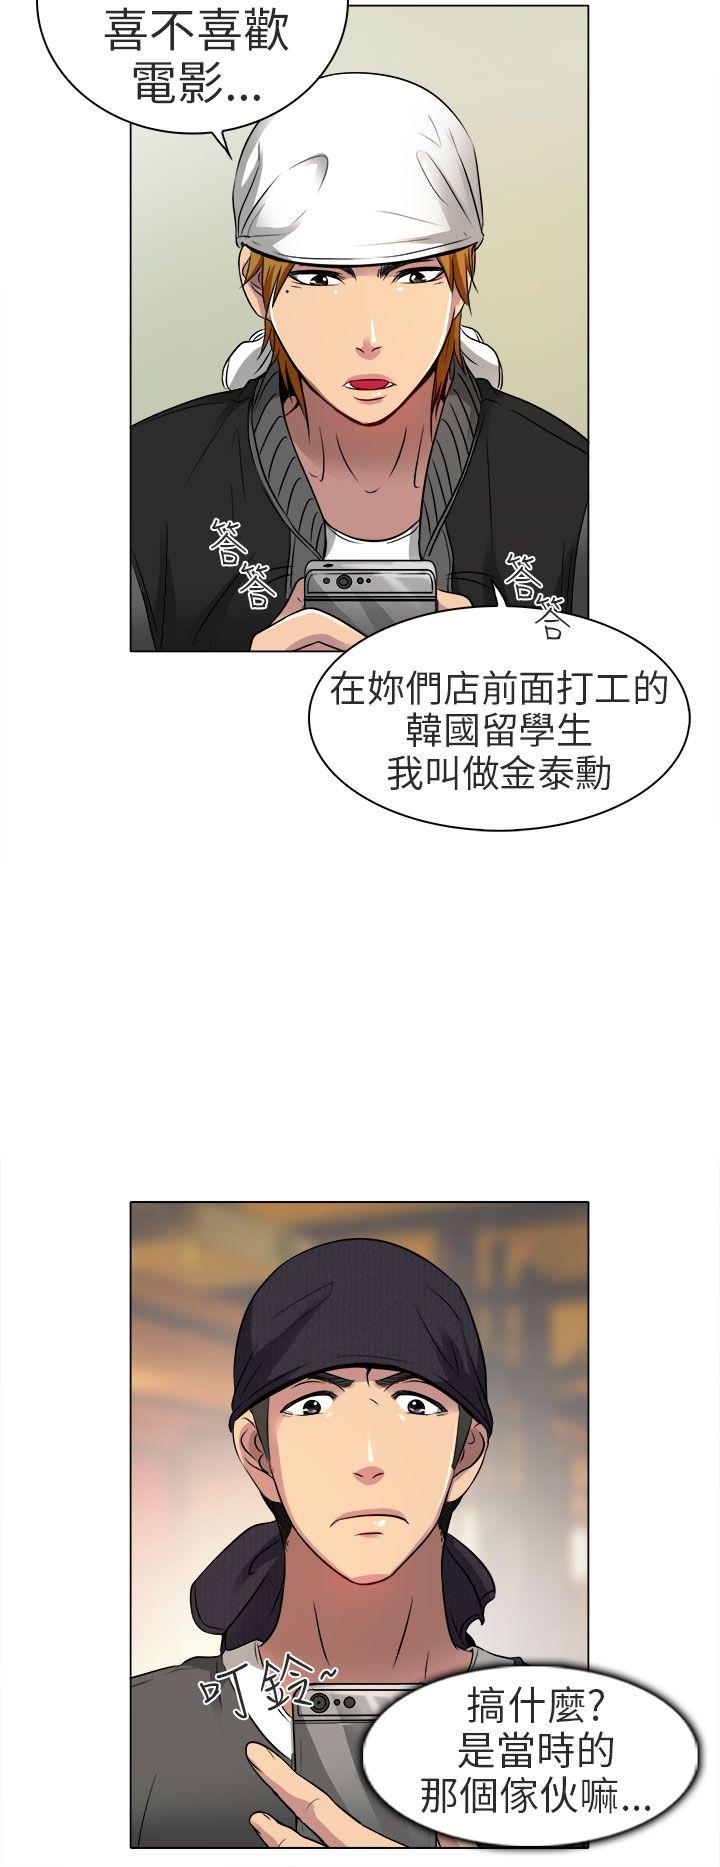 喜不喜歡
電影...
答答
答答
在妳們店前面打工的
韓國留學生
我叫做金泰勳
叮鈴~
搞什麼?
是當時的
那個傢伙嘛...